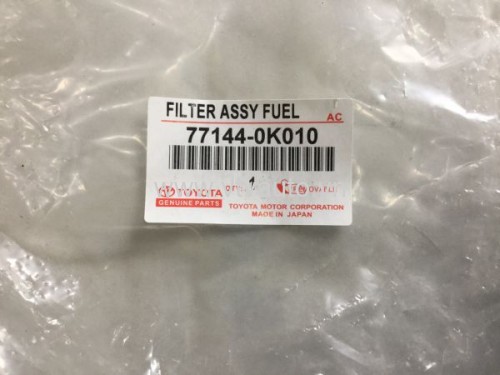 FILTER ASSY FUEL
AC
77144-0K010
TOYOTA
GENUINE PARTS
1
TOYOTA MOTOR CORPORATION
MADE IN JAPAN